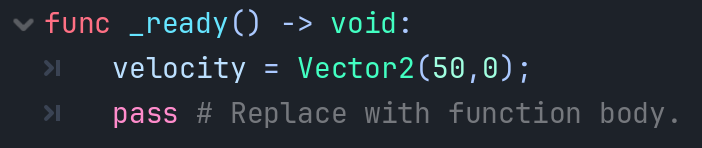 func _ready() -> void:
velocity = Vector2(50,0);
pass # Replace with function body.